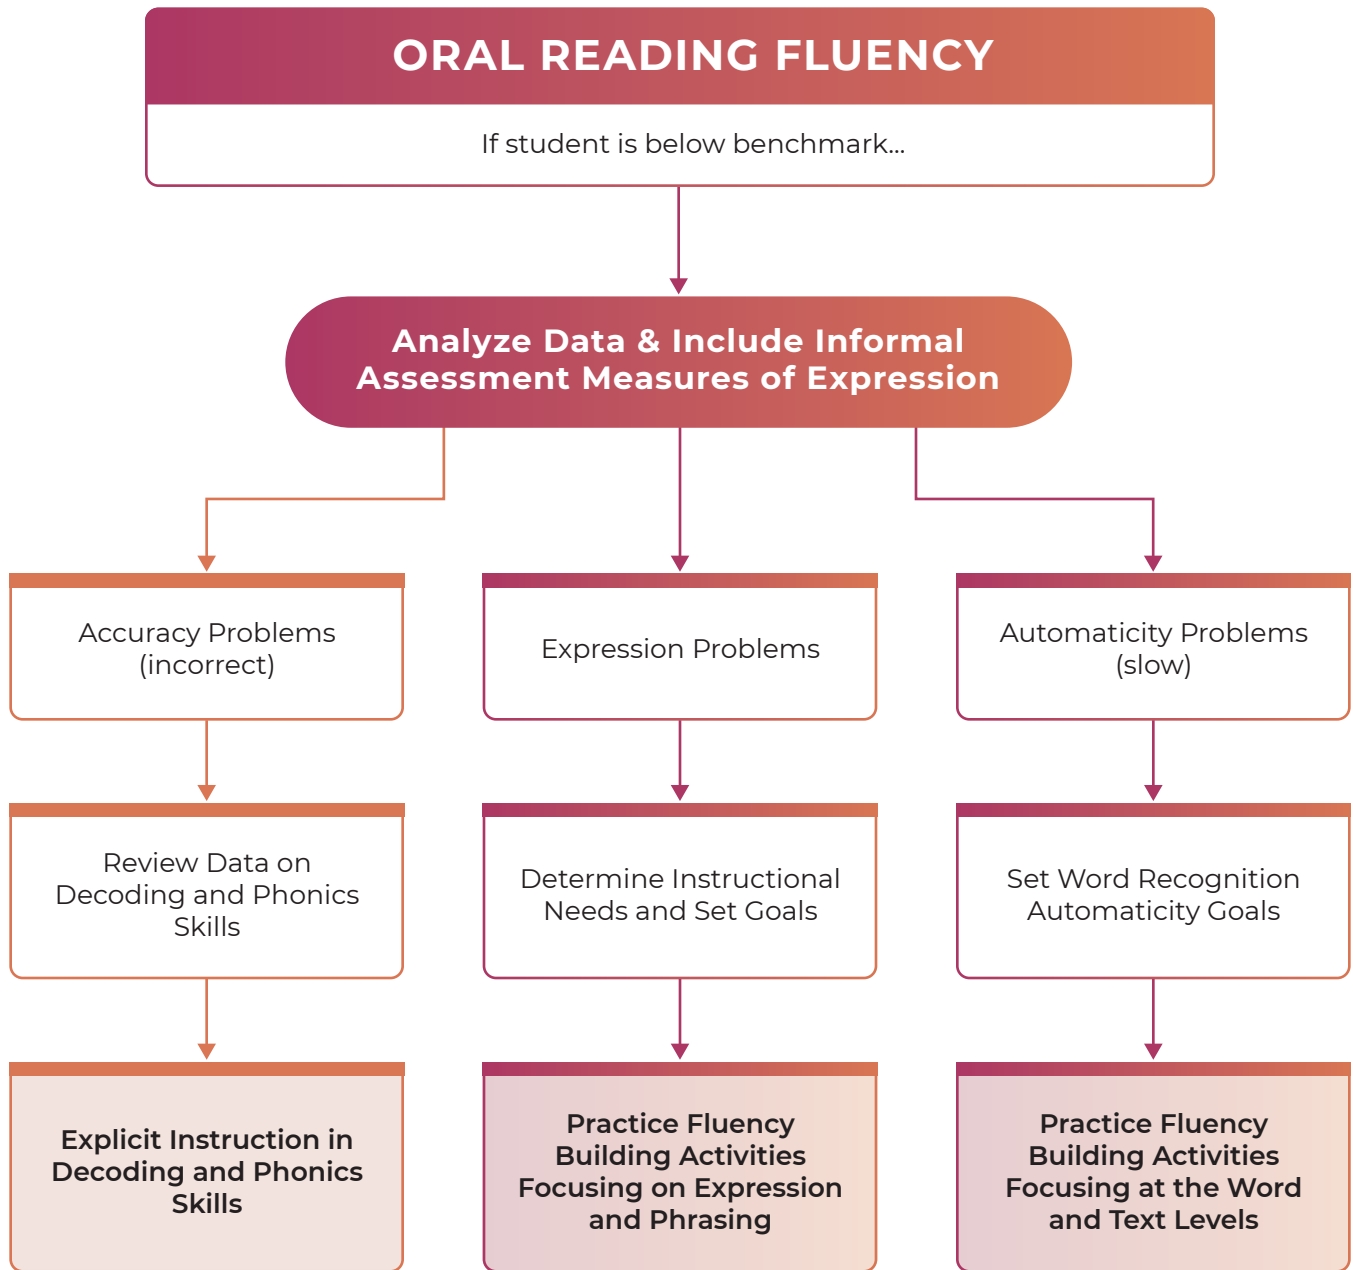 ORAL READING FLUENCY
If student is below benchmark...
Analyze Data & Include Informal
Assessment Measures of Expression
Accuracy Problems
(incorrect)
Expression Problems
Automaticity Problems
(slow)
Review Data on
Decoding and Phonics
Skills
Determine Instructional
Needs and Set Goals
Set Word Recognition
Automaticity Goals
Explicit Instruction in
Decoding and Phonics
Skills
Practice Fluency
Building Activities
Focusing on Expression
and Phrasing
Practice Fluency
Building Activities
Focusing at the Word
and Text Levels